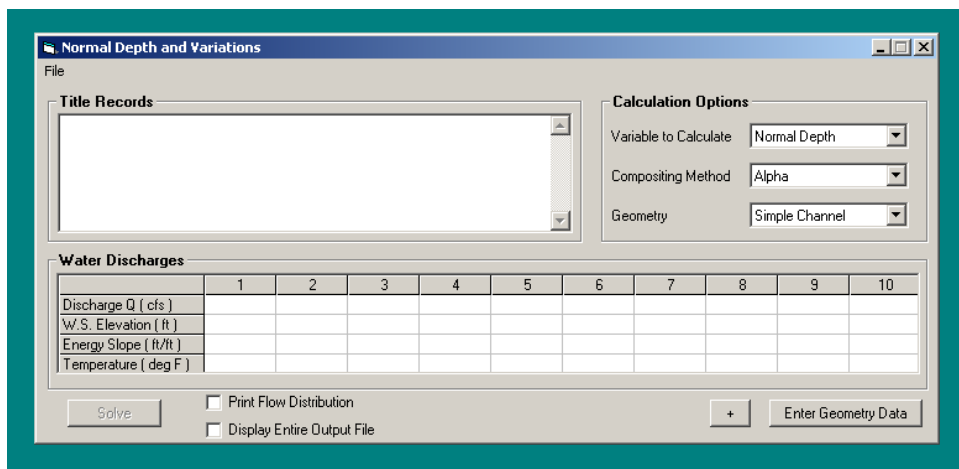 Normal Depth and Variations
File
Title Records
Calculation Options
Variable to Calculate Normal Depth
Compositing Method Alpha
Geometry Simple Channel
Water Discharges
1 2 3 4 5 6 7 8 9 10
Discharge Q ( cfs )
W.S. Elevation ( ft )
Energy Slope ( ft/ft )
Temperature ( deg F )
Solve
Print Flow Distribution
Display Entire Output File
+
Enter Geometry Data